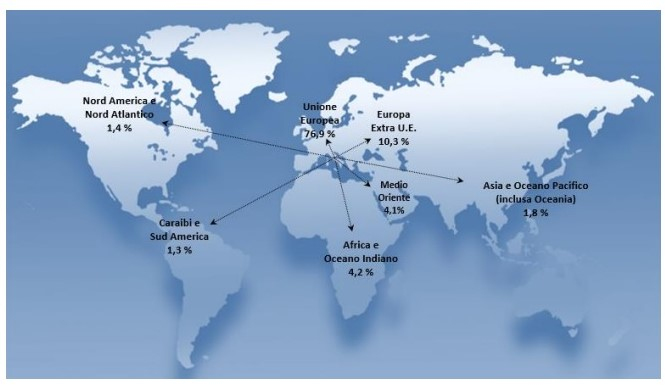 Nord America e
Nord Atlantico
1,4 %
Unione
Europea
76,9 %
Europa
Extra U.E.
10,3 %
Medio
Oriente
4,1%
Asia e Oceano Pacifico
(inclusa Oceania)
1,8 %
Caraibi e
Sud America
1,3 %
Africa e
Oceano Indiano
4,2 %